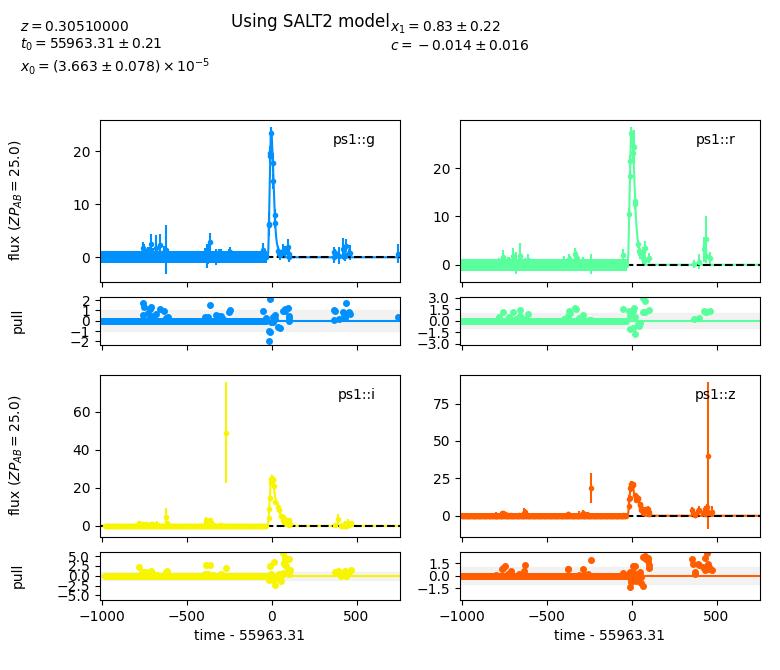 Using SALT2 model
z = 0.30510000
t0 = 55963.31 ± 0.21
x0 = (3.663 ± 0.078) × 10^−5
x1 = 0.83 ± 0.22
c = −0.014 ± 0.016
flux (ZP_AB = 25.0)
20
10
0
ps1::g
20
10
0
ps1::r
pull
2
1
0
−1
−2
3.0
1.5
0.0
−1.5
−3.0
flux (ZP_AB = 25.0)
60
40
20
0
ps1::i
75
50
25
0
ps1::z
pull
5.0
2.5
0.0
−2.5
−5.0
1.5
0.0
−1.5
−1000 −500 0 500
−1000 −500 0 500
time - 55963.31
time - 55963.31